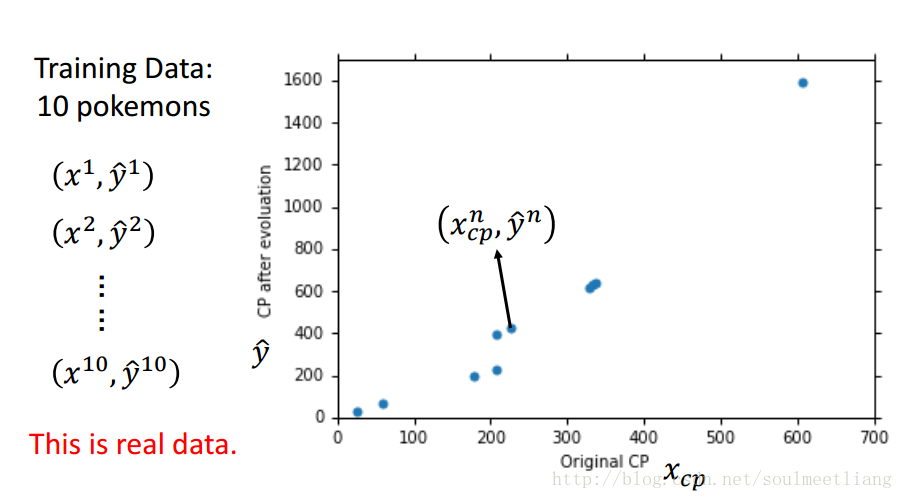 Training Data:
10 pokemons
(x¹, ŷ¹)
(x², ŷ²)
⋮
⋮
(x¹⁰, ŷ¹⁰)
This is real data.
CP after evoluation
ŷ
1600
1400
1200
1000
800
600
400
200
0
(xⁿ_cp, ŷⁿ)
0 100 200 300 400 500 600 700
Original CP
x_cp